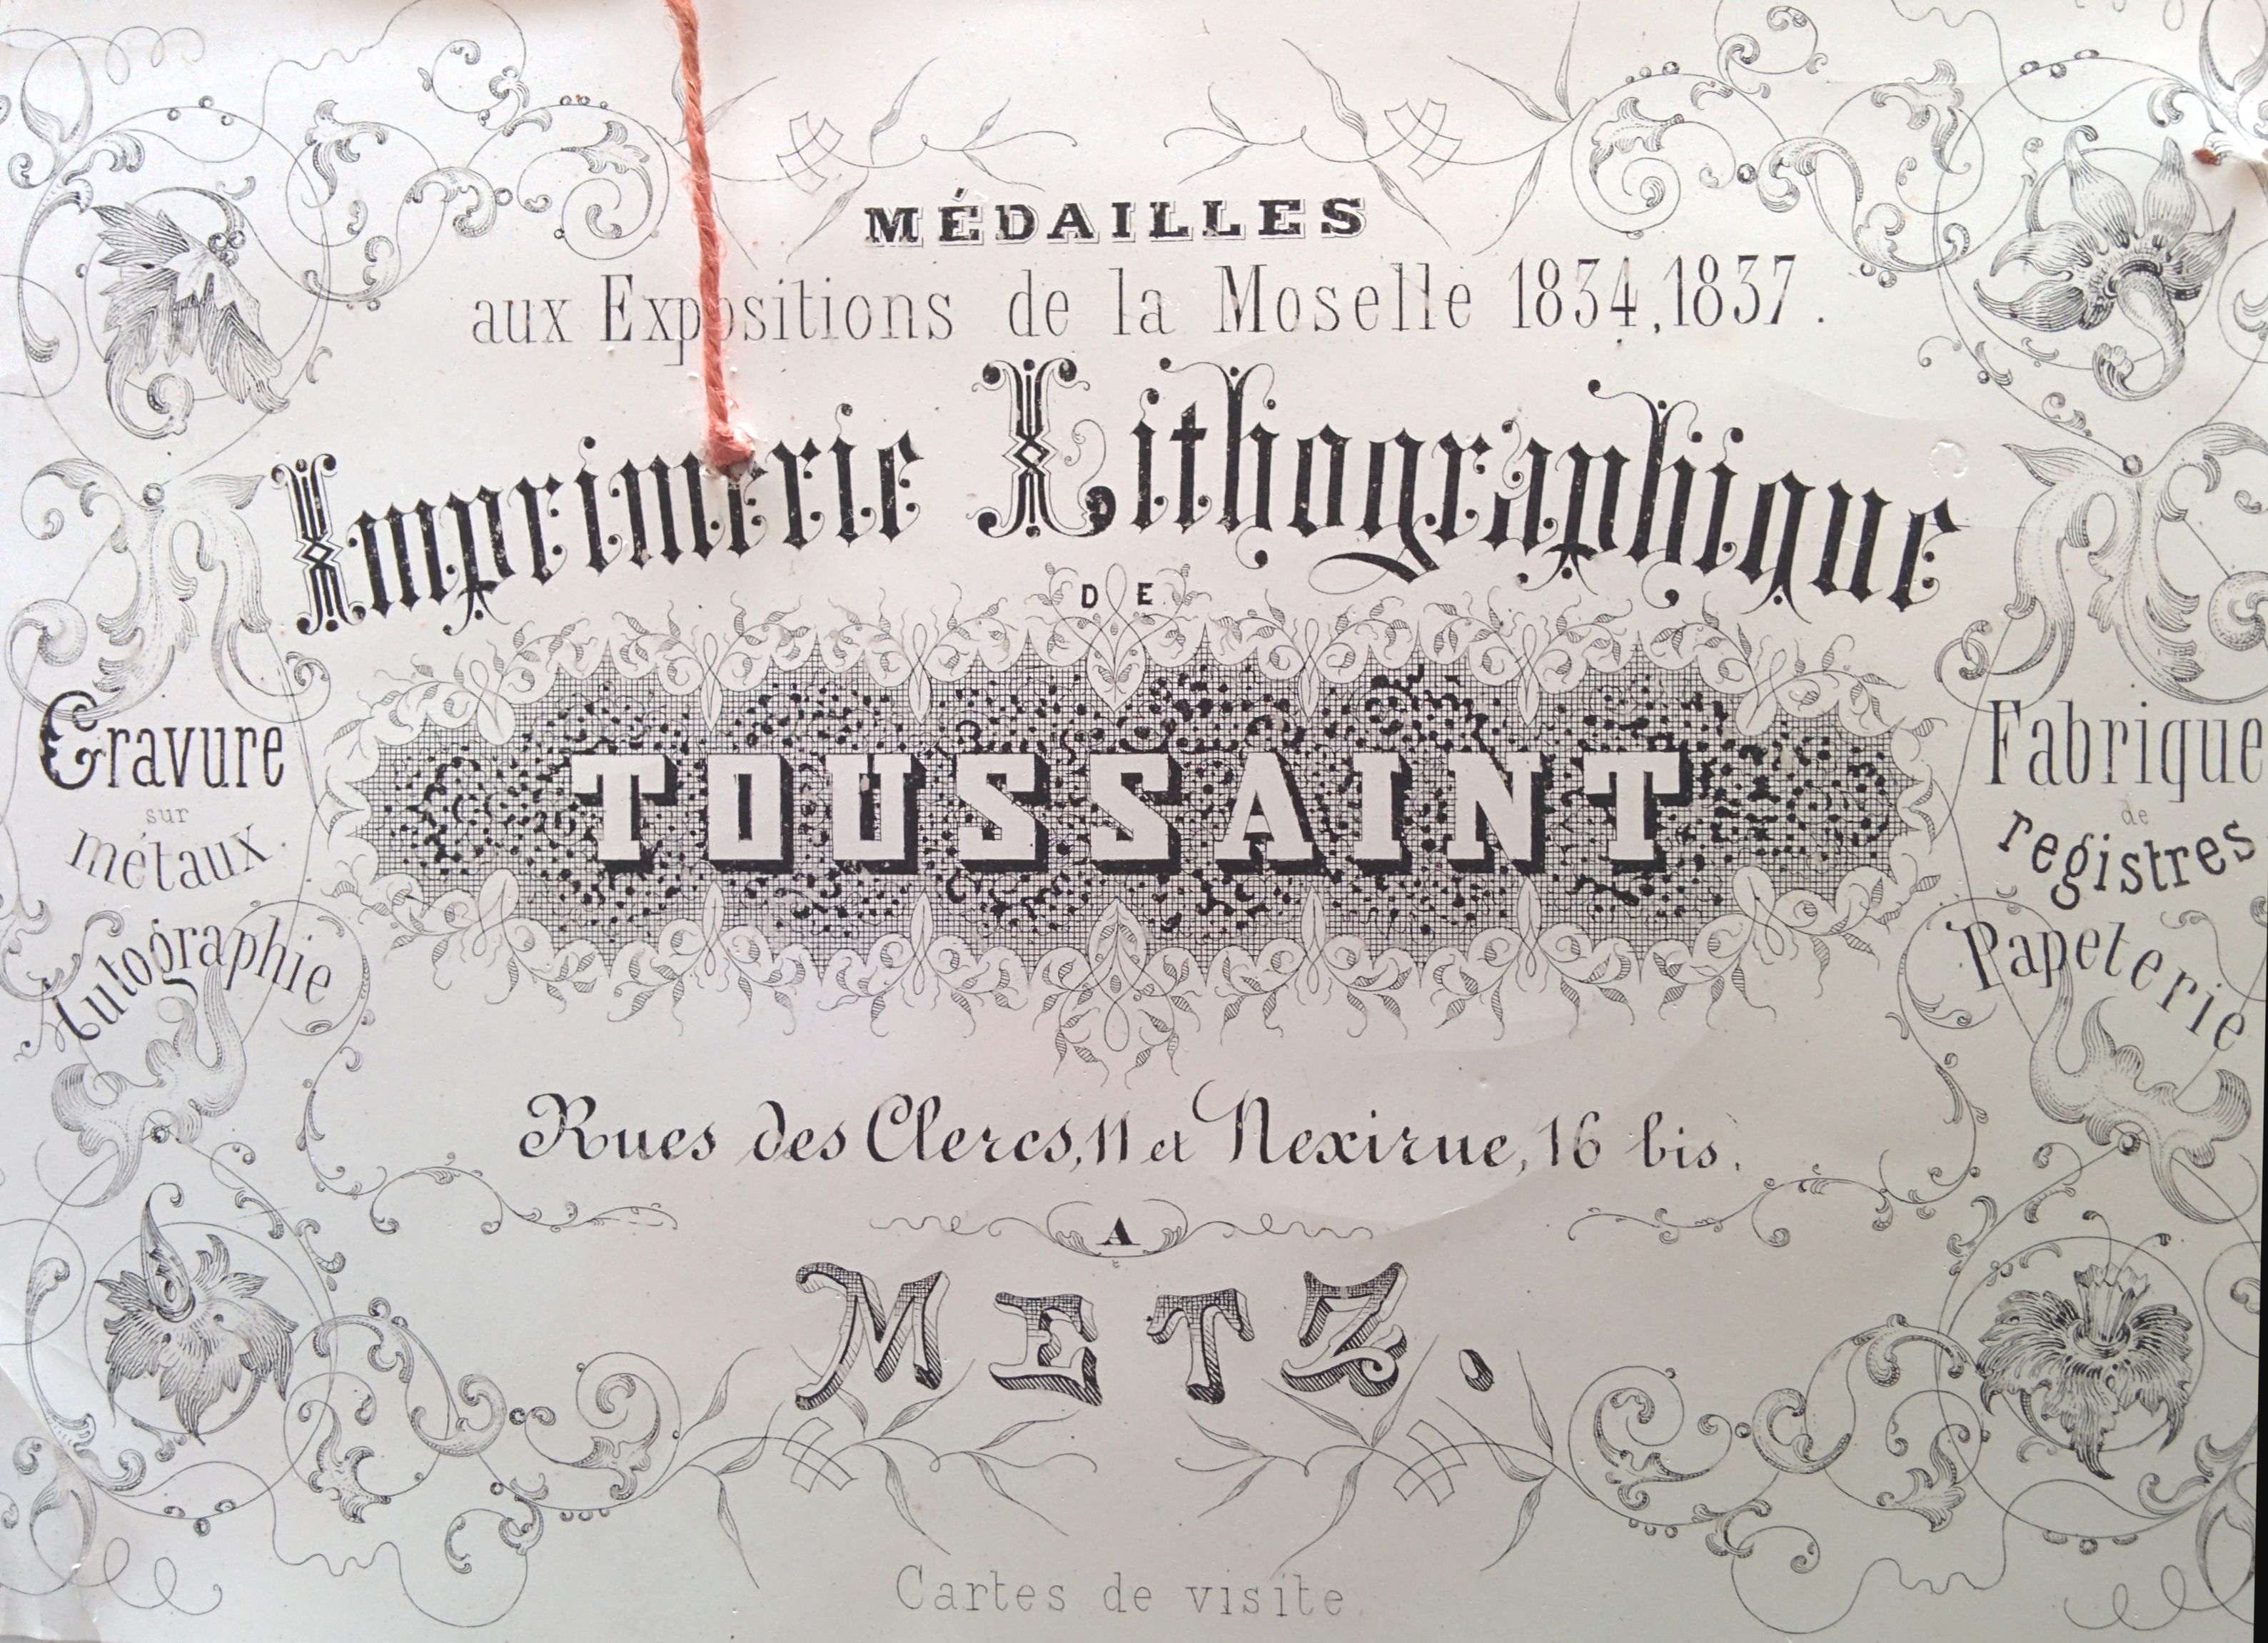 MÉDAILLES
aux Expositions de la Moselle 1834, 1837.
Imprimerie Lithographique
DE
TOUSSAINT
Gravure
sur
métaux.
Autographie
Fabrique
de
registres
Papeterie
Rues des Clercs, 11 et Nexirue, 16 bis.
A
METZ.
Cartes de visite.